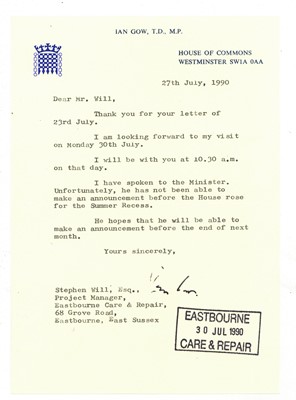 IAN GOW, T.D., M.P.
HOUSE OF COMMONS
WESTMINSTER SW1A 0AA
27th July, 1990
Dear Mr. Will,
Thank you for your letter of
23rd July.
I am looking forward to my visit
on Monday 30th July.
I will be with you at 10.30 a.m.
on that day.
I have spoken to the Minister.
Unfortunately, he has not been able to
make an announcement before the House rose
for the Summer Recess.
He hopes that he will be able to
make an announcement before the end of next
month.
Yours sincerely,
Stephen Will, Esq.,
Project Manager,
Eastbourne Care & Repair,
68 Grove Road,
Eastbourne, East Sussex
EASTBOURNE
30 JUL 1990
CARE & REPAIR